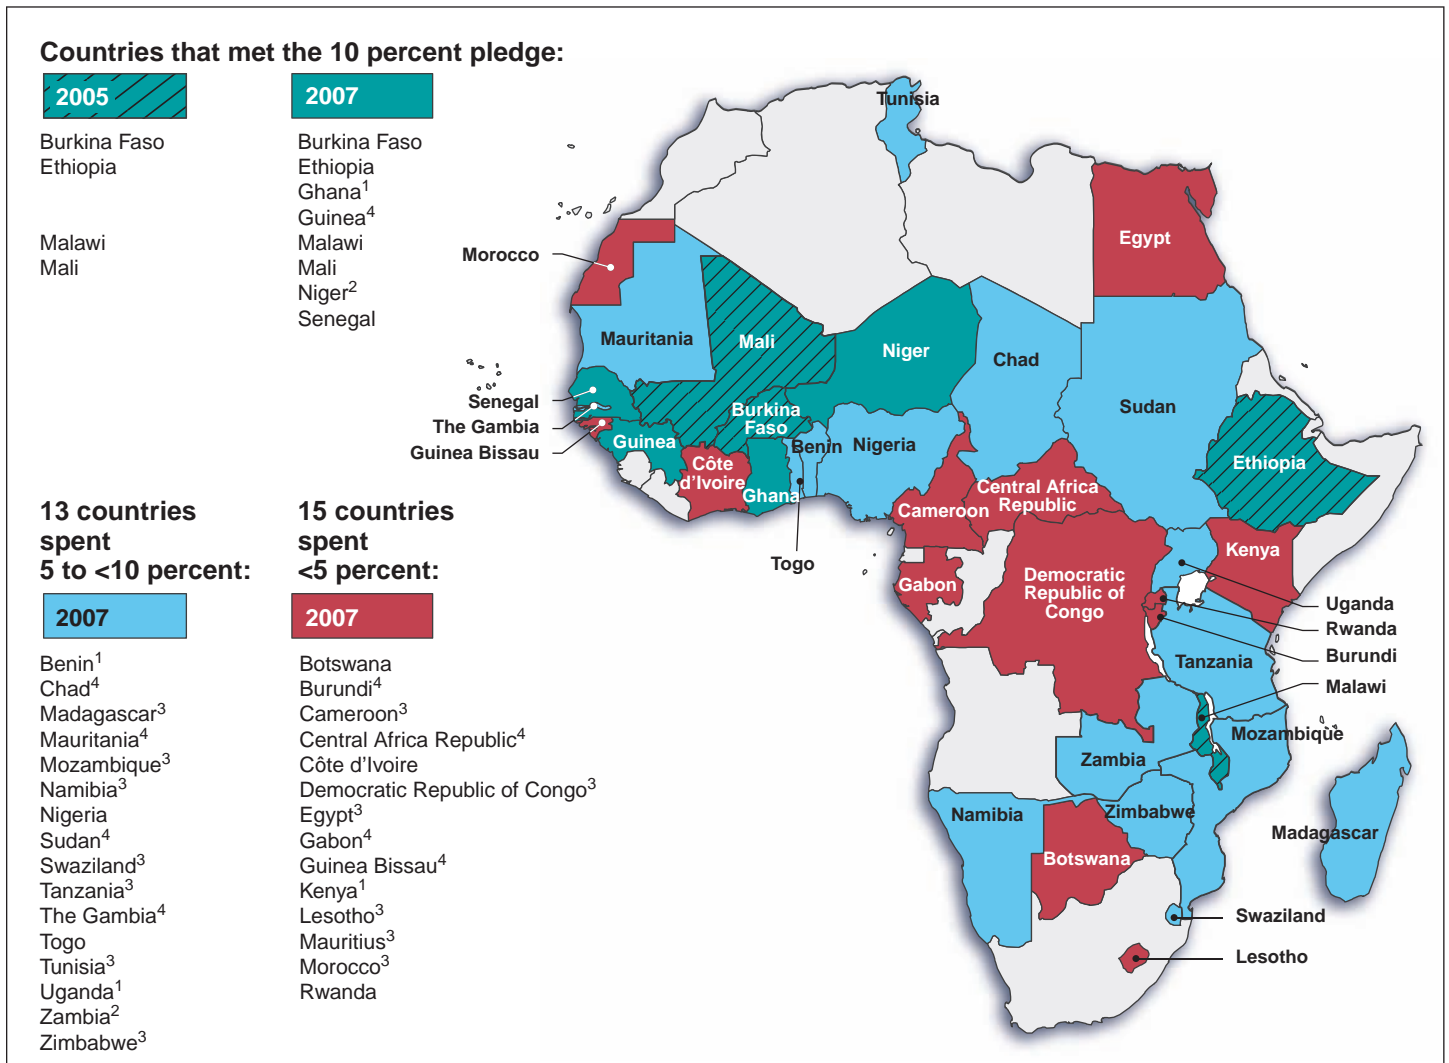 Countries that met the 10 percent pledge:
2005
Burkina Faso
Ethiopia
Malawi
Mali
2007
Burkina Faso
Ethiopia
Ghana¹
Guinea⁴
Malawi
Mali
Niger²
Senegal
13 countries
spent
5 to <10 percent:
2007
Benin¹
Chad⁴
Madagascar³
Mauritania⁴
Mozambique³
Namibia³
Nigeria
Sudan⁴
Swaziland³
Tanzania³
The Gambia⁴
Togo
Tunisia³
Uganda¹
Zambia²
Zimbabwe³
15 countries
spent
<5 percent:
2007
Botswana
Burundi⁴
Cameroon³
Central Africa Republic⁴
Côte d’Ivoire
Democratic Republic of Congo³
Egypt³
Gabon⁴
Guinea Bissau⁴
Kenya¹
Lesotho³
Mauritius³
Morocco³
Rwanda
Tunisia
Egypt
Morocco
Mauritania
Mali
Niger
Chad
Sudan
Senegal
The Gambia
Guinea Bissau
Guinea
Burkina
Faso
Benin
Nigeria
Côte
d’Ivoire
Ghana
Togo
Ethiopia
Central Africa
Republic
Cameroon
Gabon
Democratic
Republic of
Congo
Kenya
Uganda
Rwanda
Burundi
Tanzania
Malawi
Mozambique
Zambia
Zimbabwe
Namibia
Botswana
Madagascar
Swaziland
Lesotho